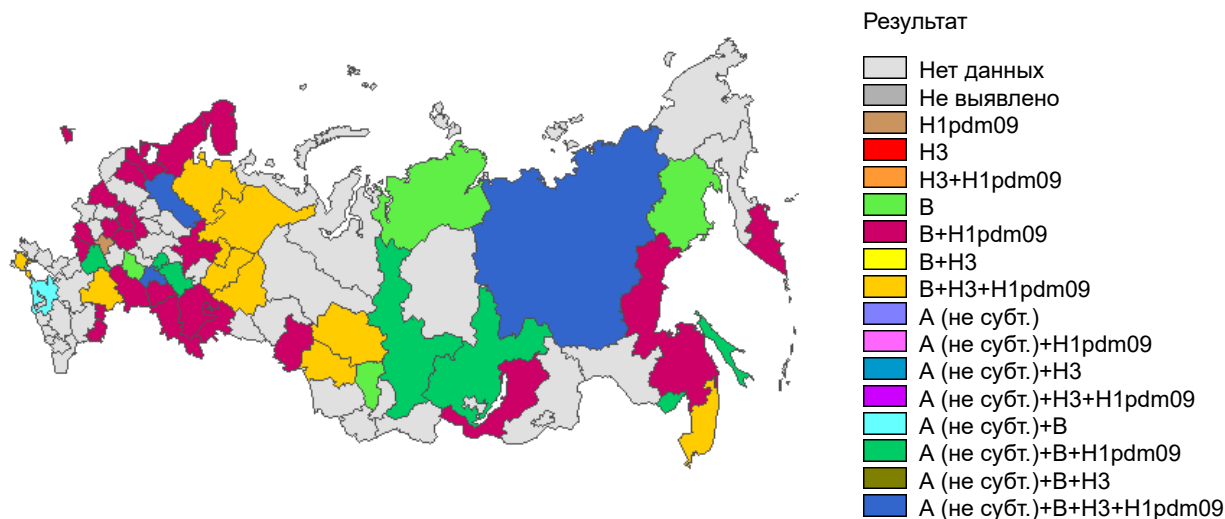 Результат
Нет данных
Не выявлено
H1pdm09
H3
H3+H1pdm09
B
B+H1pdm09
B+H3
B+H3+H1pdm09
А (не субт.)
А (не субт.)+H1pdm09
А (не субт.)+H3
А (не субт.)+H3+H1pdm09
А (не субт.)+B
А (не субт.)+B+H1pdm09
А (не субт.)+B+H3
А (не субт.)+B+H3+H1pdm09